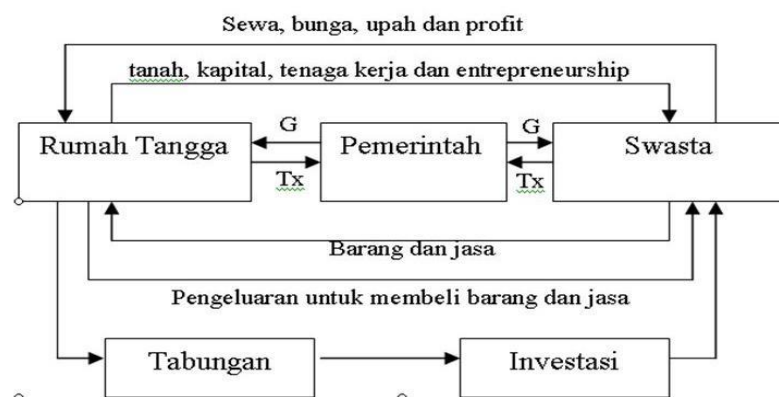 Sewa, bunga, upah dan profit
tanah, kapital, tenaga kerja dan entrepreneurship
Rumah Tangga
G
Tx
Pemerintah
G
Tx
Swasta
Barang dan jasa
Pengeluaran untuk membeli barang dan jasa
Tabungan
Investasi